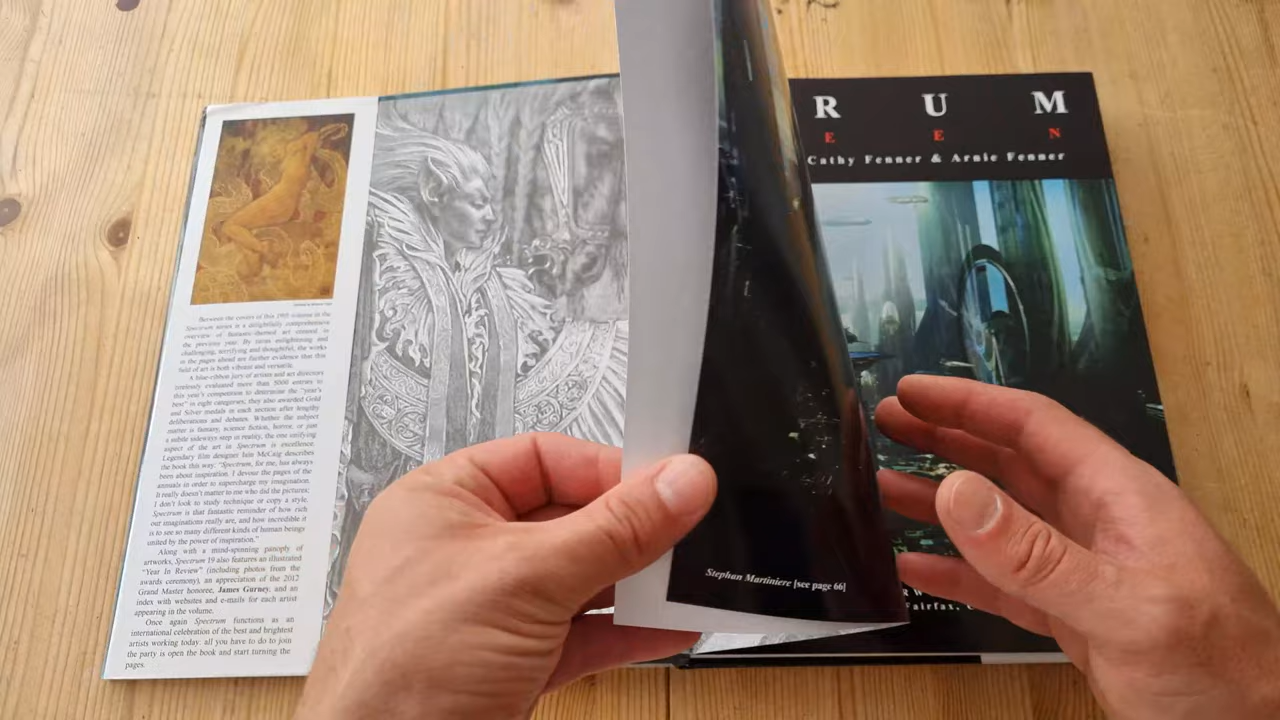 Between the covers of this 19th volume in the
Spectrum series is a delightfully comprehensive
overview of fantastic-themed art created in
the previous year. By turns enlightening and
challenging, terrifying and thoughtful, the works
in the pages ahead are further evidence that this
field of art is both vibrant and versatile.
A blue-ribbon jury of artists and art directors
tirelessly evaluated more than 5000 entries to
this year's competition to determine the "year's
best" in eight categories; they also awarded Gold
and Silver medals in each section after lengthy
deliberations and debates. Whether the subject
matter is fantasy, science fiction, horror, or just
a subtle sideways step in reality, the one unifying
aspect of the art in Spectrum is excellence.
Legendary film designer Iain McCaig describes
the book this way: "Spectrum, for me, has always
been about inspiration. I devour the pages of the
annuals in order to supercharge my imagination.
It really doesn't matter to me who did the pictures;
I don't look to study technique or copy a style.
Spectrum is that fantastic reminder of how rich
our imaginations really are, and how incredible it
is to see so many different kinds of human beings
united by the power of inspiration."
Along with a mind-spinning panoply of
artworks, Spectrum 19 also features an illustrated
"Year In Review" (including photos from the
awards ceremony), an appreciation of the 2012
Grand Master honoree, James Gurney, and an
index with websites and e-mails for each artist
appearing in the volume.
Once again Spectrum functions as an
international celebration of the best and brightest
artists working today: all you have to do to join
the party is open the book and start turning the
pages.
Stephan Martiniere [see page 66]
R U M
E E N
Cathy Fenner & Arnie Fenner
Fairfax,